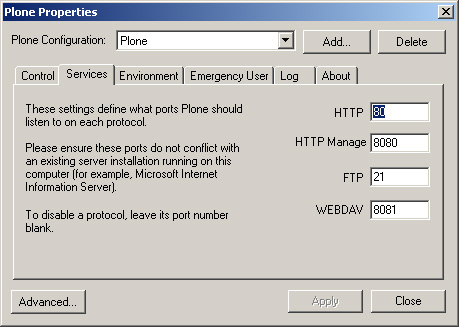 Plone Properties
Plone Configuration: Plone Add... Delete
Control Services Environment Emergency User Log About
These settings define what ports Plone should
listen to on each protocol.
Please ensure these ports do not conflict with
an existing server installation running on this
computer (for example, Microsoft Internet
Information Server).
To disable a protocol, leave its port number
blank.
HTTP 80
HTTP Manage 8080
FTP 21
WEBDAV 8081
Advanced... Apply Close